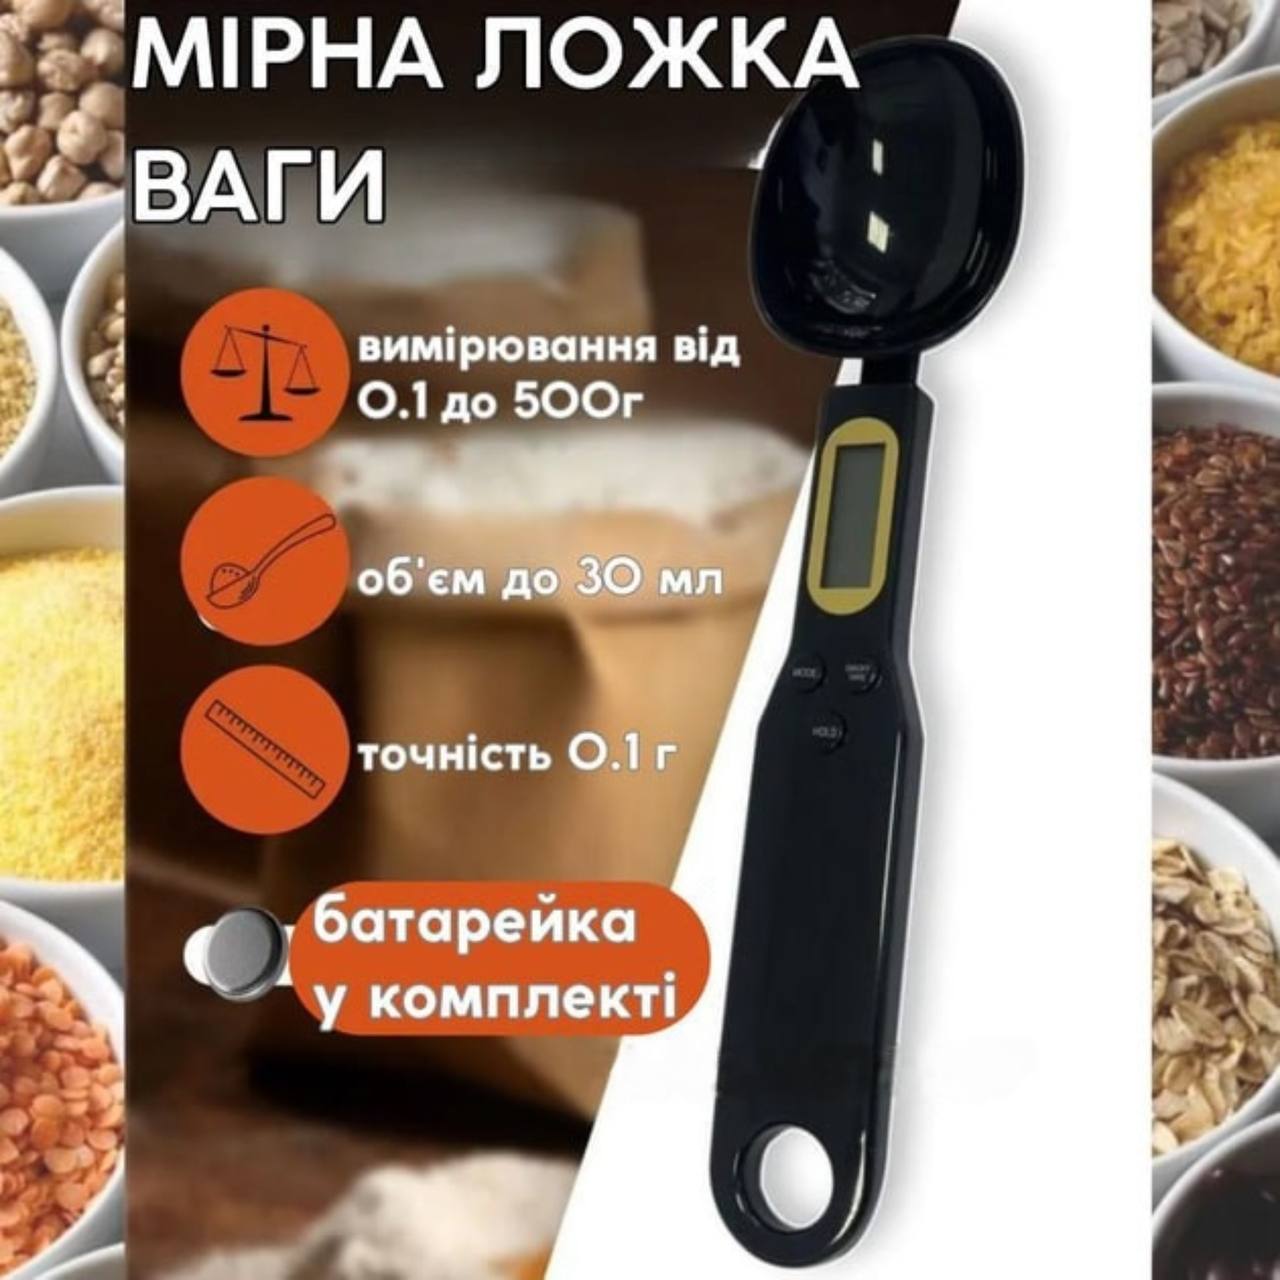 МІРНА ЛОЖКА
ВАГИ
вимірювання від
0.1 до 500г
об'єм до 30 мл
точність 0.1 г
батарейка
у комплекті
MODE
HOLD